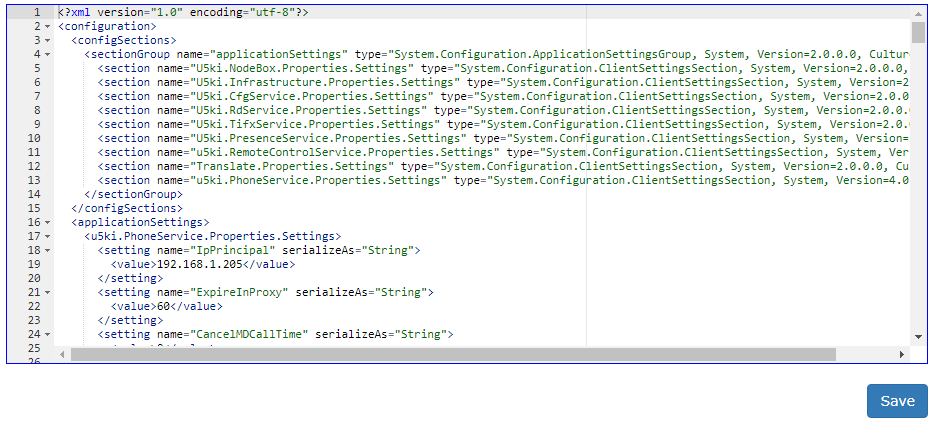 1 <?xml version="1.0" encoding="utf-8"?>
2 <configuration>
3 <configSections>
4 <sectionGroup name="applicationSettings" type="System.Configuration.ApplicationSettingsGroup, System, Version=2.0.0.0, Cultur
5 <section name="U5ki.NodeBox.Properties.Settings" type="System.Configuration.ClientSettingsSection, System, Version=2.0.0.0,
6 <section name="U5ki.Infrastructure.Properties.Settings" type="System.Configuration.ClientSettingsSection, System, Version=2
7 <section name="U5ki.CfgService.Properties.Settings" type="System.Configuration.ClientSettingsSection, System, Version=2.0.0
8 <section name="U5ki.RdService.Properties.Settings" type="System.Configuration.ClientSettingsSection, System, Version=2.0.0.
9 <section name="U5ki.TifxService.Properties.Settings" type="System.Configuration.ClientSettingsSection, System, Version=2.0.
10 <section name="U5ki.PresenceService.Properties.Settings" type="System.Configuration.ClientSettingsSection, System, Version=
11 <section name="U5ki.RemoteControlService.Properties.Settings" type="System.Configuration.ClientSettingsSection, System, Ver
12 <section name="Translate.Properties.Settings" type="System.Configuration.ClientSettingsSection, System, Version=2.0.0.0, Cu
13 <section name="u5ki.PhoneService.Properties.Settings" type="System.Configuration.ClientSettingsSection, System, Version=4.0
14 </sectionGroup>
15 </configSections>
16 <applicationSettings>
17 <u5ki.PhoneService.Properties.Settings>
18 <setting name="IpPrincipal" serializeAs="String">
19 <value>192.168.1.205</value>
20 </setting>
21 <setting name="ExpireInProxy" serializeAs="String">
22 <value>60</value>
23 </setting>
24 <setting name="CancelMDCallTime" serializeAs="String">
25
26
Save